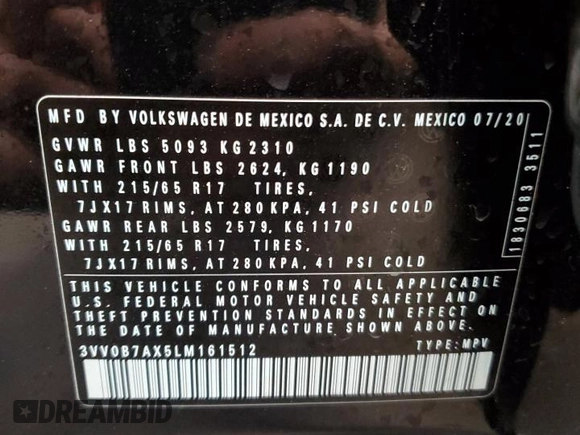 MFD BY VOLKSWAGEN DE MEXICO S.A. DE C.V. MEXICO 07/20
GVWR LBS 5093 KG 2310
GAWR FRONT LBS 2624, KG 1190
WITH 215/65 R17 TIRES,
7JX17 RIMS, AT 280 KPA, 41 PSI COLD
GAWR REAR LBS 2579, KG 1170
WITH 215/65 R17 TIRES,
7JX17 RIMS, AT 280 KPA, 41 PSI COLD
THIS VEHICLE CONFORMS TO ALL APPLICABLE
U.S. FEDERAL MOTOR VEHICLE SAFETY AND
THEFT PREVENTION STANDARDS IN EFFECT ON THE
DATE OF MANUFACTURE SHOWN ABOVE.
3VV0B7AX5LM161512 TYPE: MPV
1830683 3511
DREAMBID